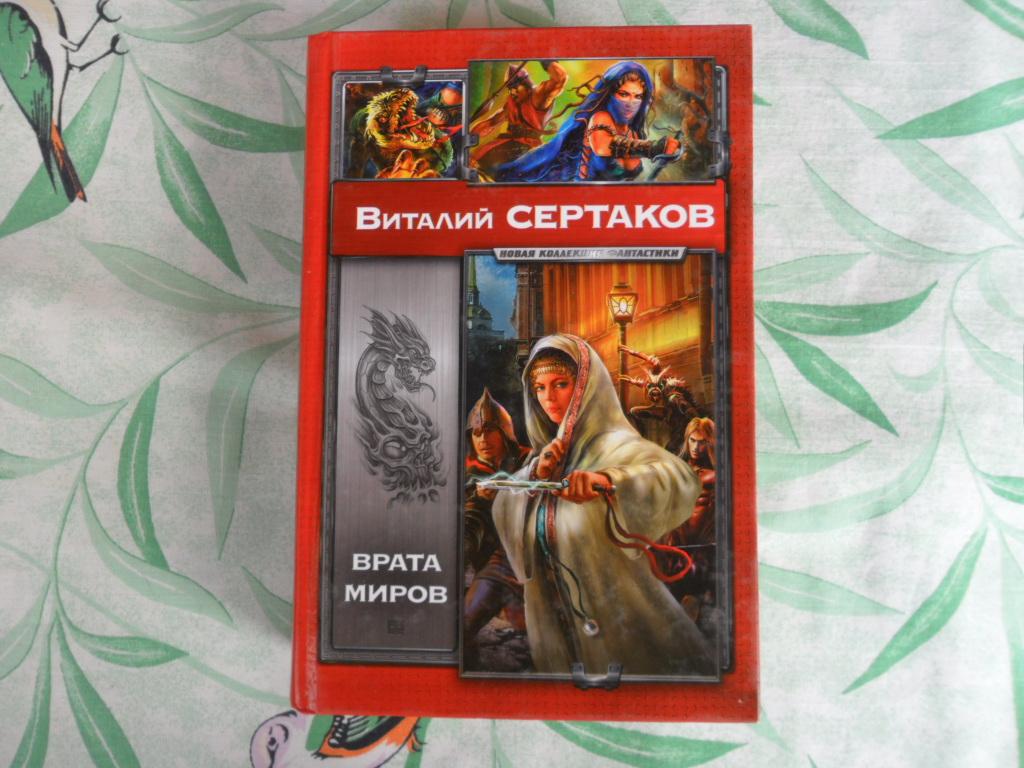 Виталий СЕРТАКОВ
НОВАЯ КОЛЛЕКЦИЯ ФАНТАСТИКИ
ВРАТА
МИРОВ